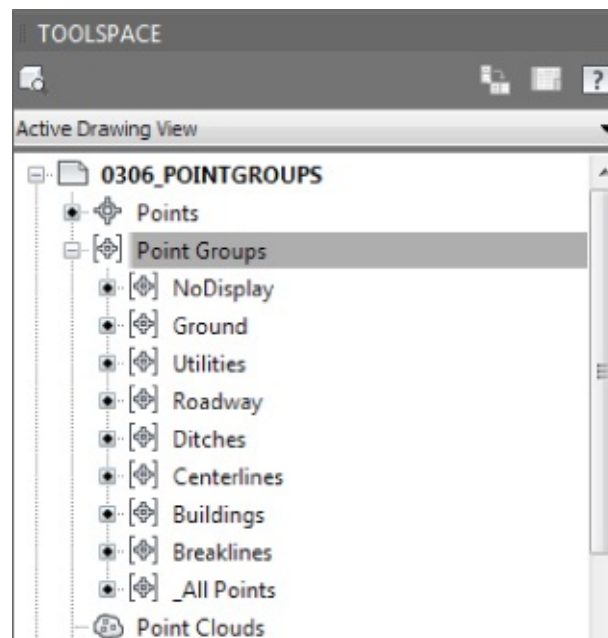 TOOLSPACE
?
Active Drawing View
0306_POINTGROUPS
Points
Point Groups
NoDisplay
Ground
Utilities
Roadway
Ditches
Centerlines
Buildings
Breaklines
_All Points
Point Clouds